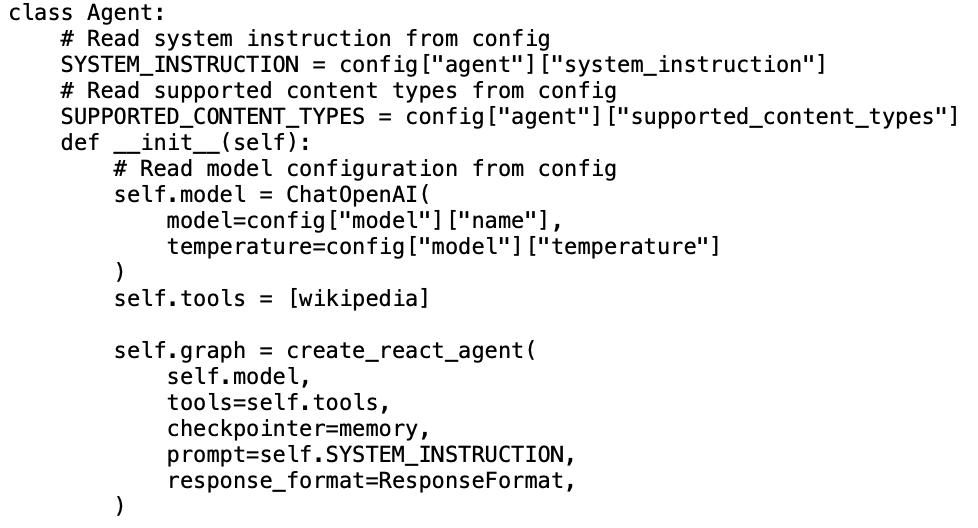 class Agent:
    # Read system instruction from config
    SYSTEM_INSTRUCTION = config["agent"]["system_instruction"]
    # Read supported content types from config
    SUPPORTED_CONTENT_TYPES = config["agent"]["supported_content_types"]
    def __init__(self):
        # Read model configuration from config
        self.model = ChatOpenAI(
            model=config["model"]["name"],
            temperature=config["model"]["temperature"]
        )
        self.tools = [wikipedia]

        self.graph = create_react_agent(
            self.model,
            tools=self.tools,
            checkpointer=memory,
            prompt=self.SYSTEM_INSTRUCTION,
            response_format=ResponseFormat,
        )